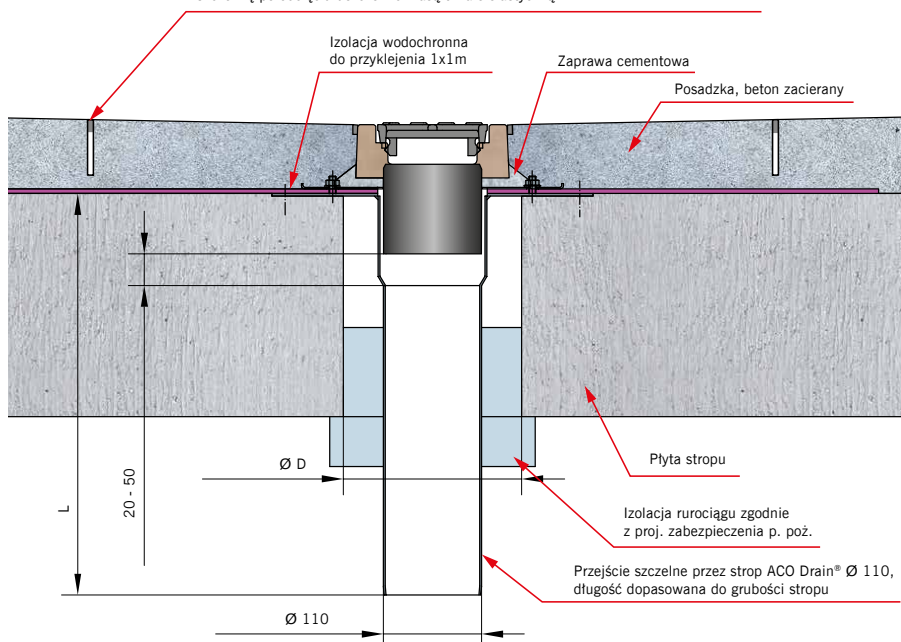 Izolacja wodochronna
do przyklejenia 1x1m
Zaprawa cementowa
Posadzka, beton zacierany
Płyta stropu
Ø D
L
20 - 50
Izolacja rurociągu zgodnie
z proj. zabezpieczenia p. poż.
Przejście szczelne przez strop ACO Drain® Ø 110,
długość dopasowana do grubości stropu
Ø 110